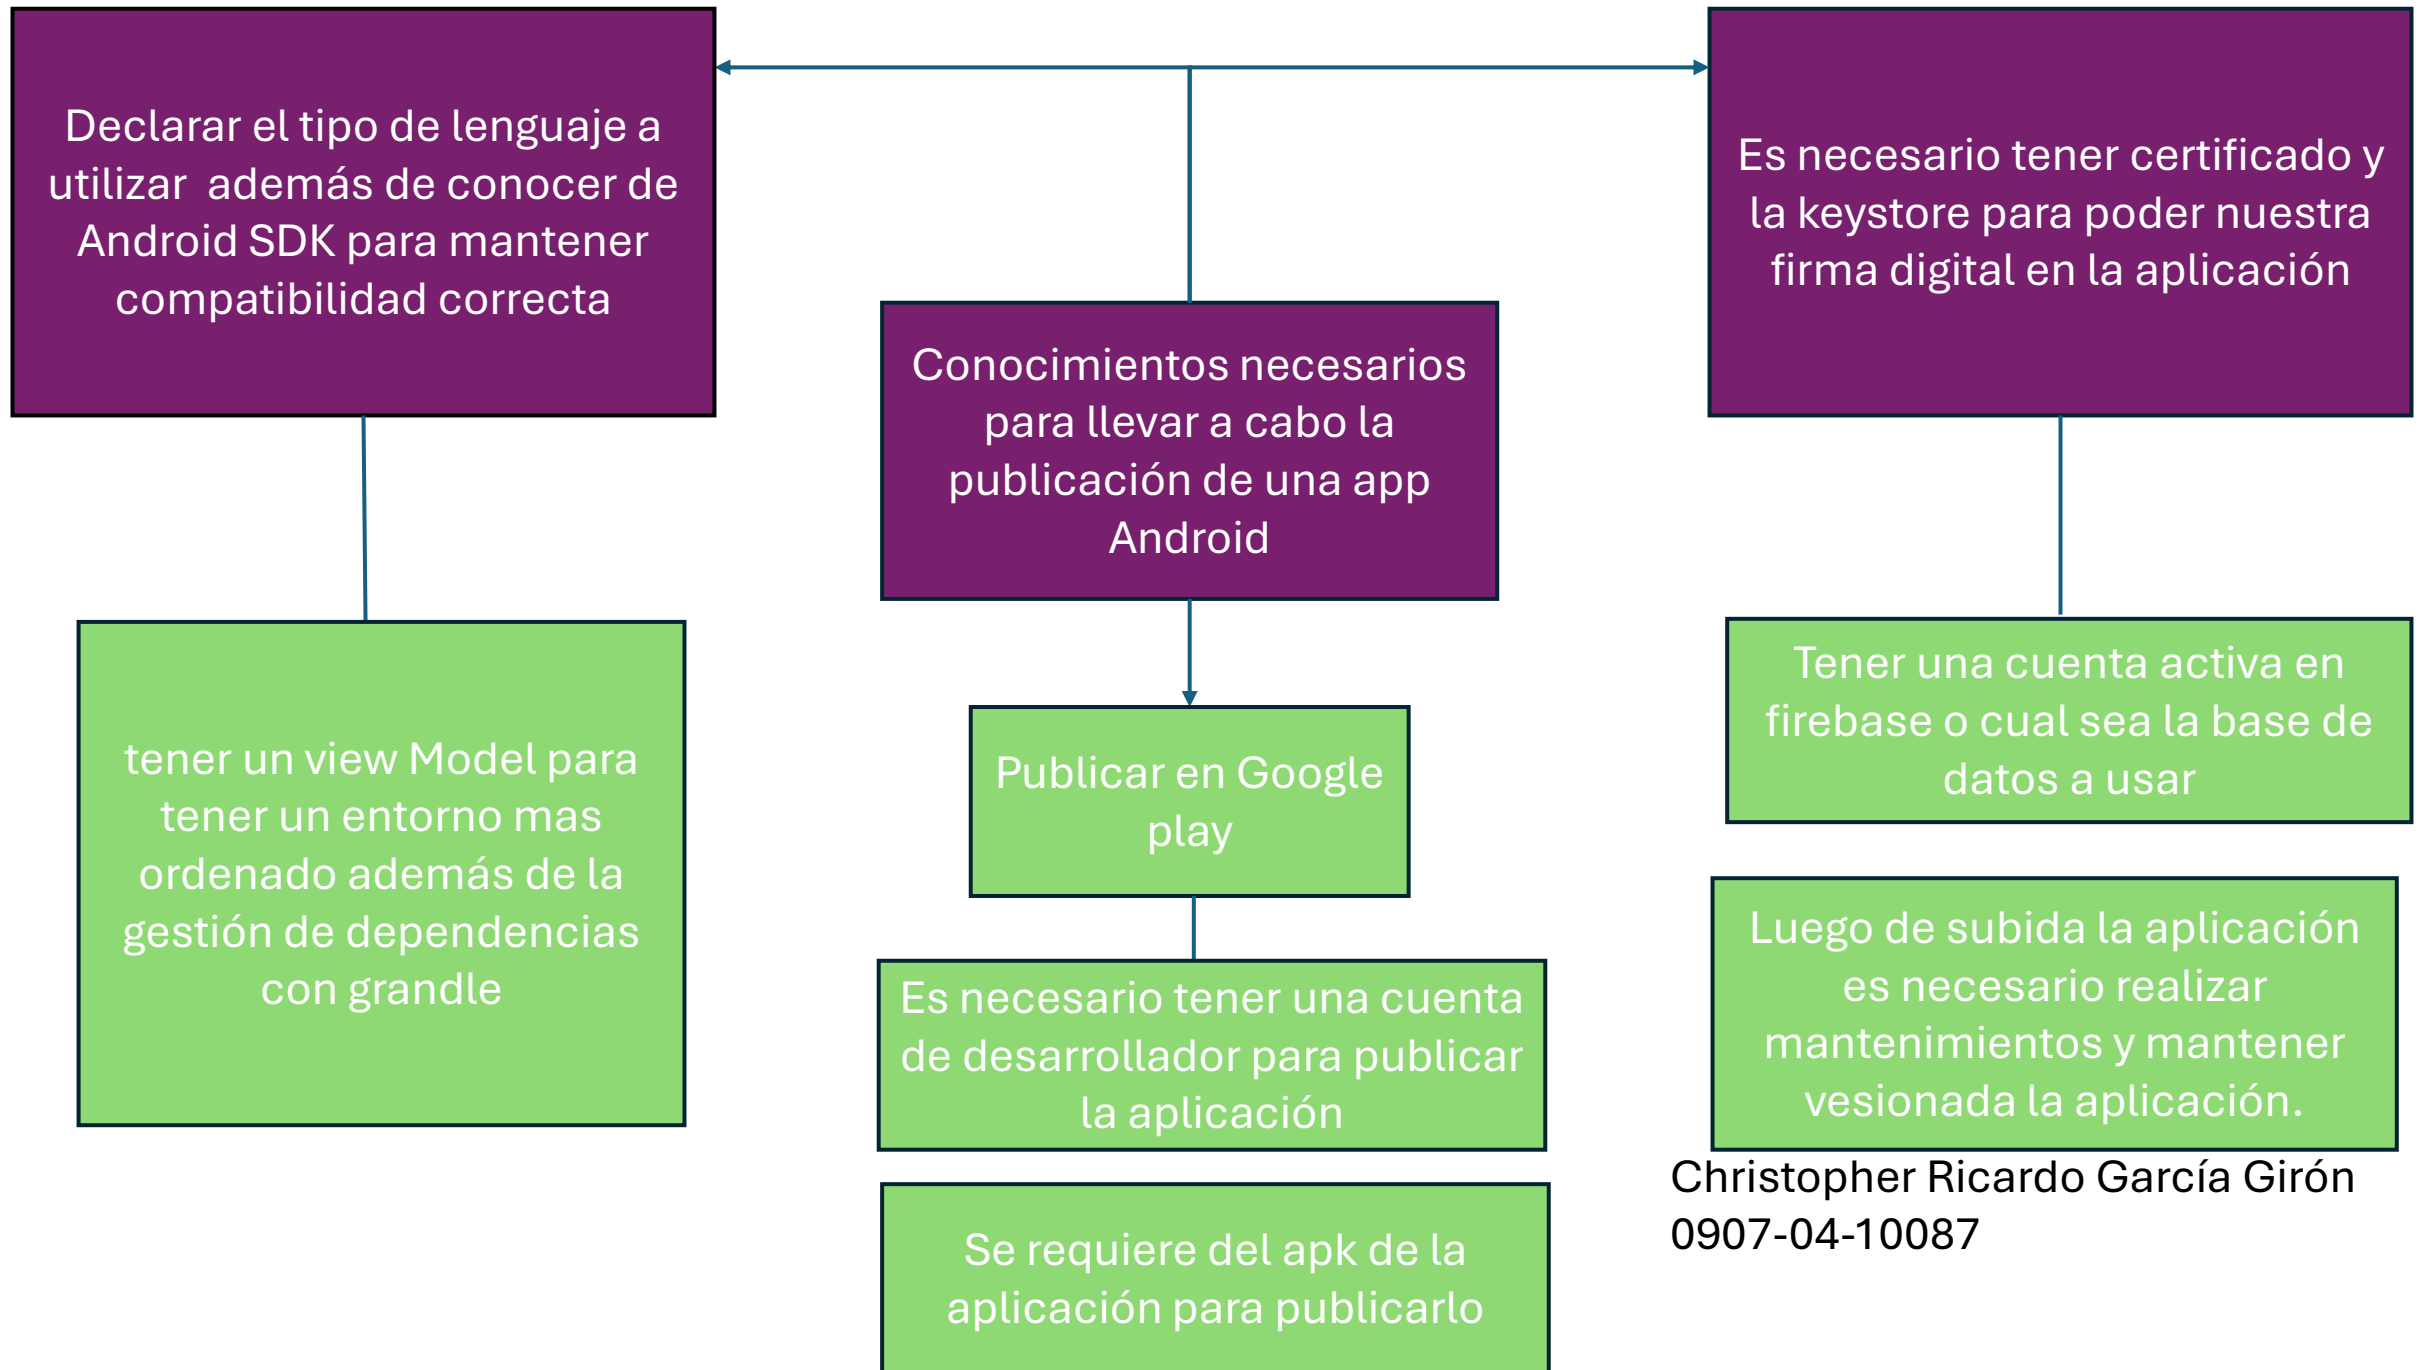 Declarar el tipo de lenguaje a
utilizar  además de conocer de
Android SDK para mantener
compatibilidad correcta
Es necesario tener certificado y
la keystore para poder nuestra
firma digital en la aplicación
Conocimientos necesarios
para llevar a cabo la
publicación de una app
Android
tener un view Model para
tener un entorno mas
ordenado además de la
gestión de dependencias
con grandle
Publicar en Google
play
Es necesario tener una cuenta
de desarrollador para publicar
la aplicación
Se requiere del apk de la
aplicación para publicarlo
Tener una cuenta activa en
firebase o cual sea la base de
datos a usar
Luego de subida la aplicación
es necesario realizar
mantenimientos y mantener
vesionada la aplicación.
Christopher Ricardo García Girón
0907-04-10087